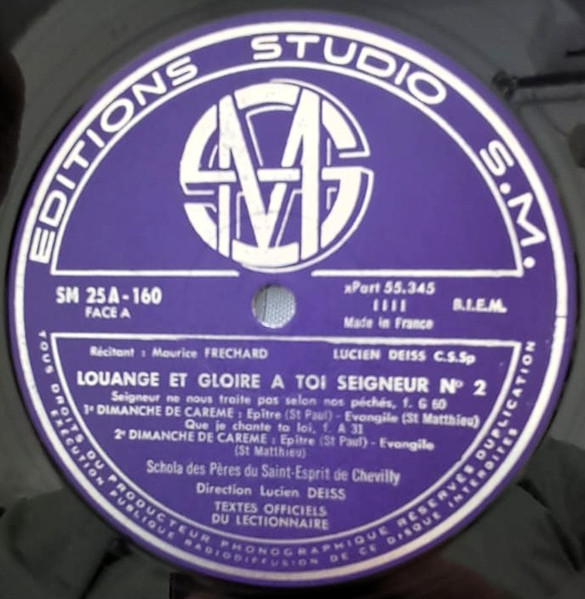 EDITIONS STUDIO S.M.
SM
SM 25A-160
FACE A
xPart 55.345
Made in France
B.I.E.M.
Récitant : Maurice FRECHARD
LUCIEN DEISS C.S.Sp
LOUANGE ET GLOIRE A TOI SEIGNEUR Nº 2
Seigneur ne nous traite pas selon nos péchés, f. G 60
1º DIMANCHE DE CAREME : Epître (St Paul) - Evangile (St Matthieu)
Que je chante ta loi, f. A 31
2º DIMANCHE DE CAREME : Epître (St Paul) - Evangile
(St Matthieu)
Schola des Pères du Saint-Esprit de Chevilly
Direction Lucien DEISS
TEXTES OFFICIELS
DU LECTIONNAIRE
TOUS DROITS DU PRODUCTEUR PHONOGRAPHIQUE RÉSERVÉS DUPLICATION
EXÉCUTION PUBLIQUE RADIODIFFUSION DE CE DISQUE INTERDITES